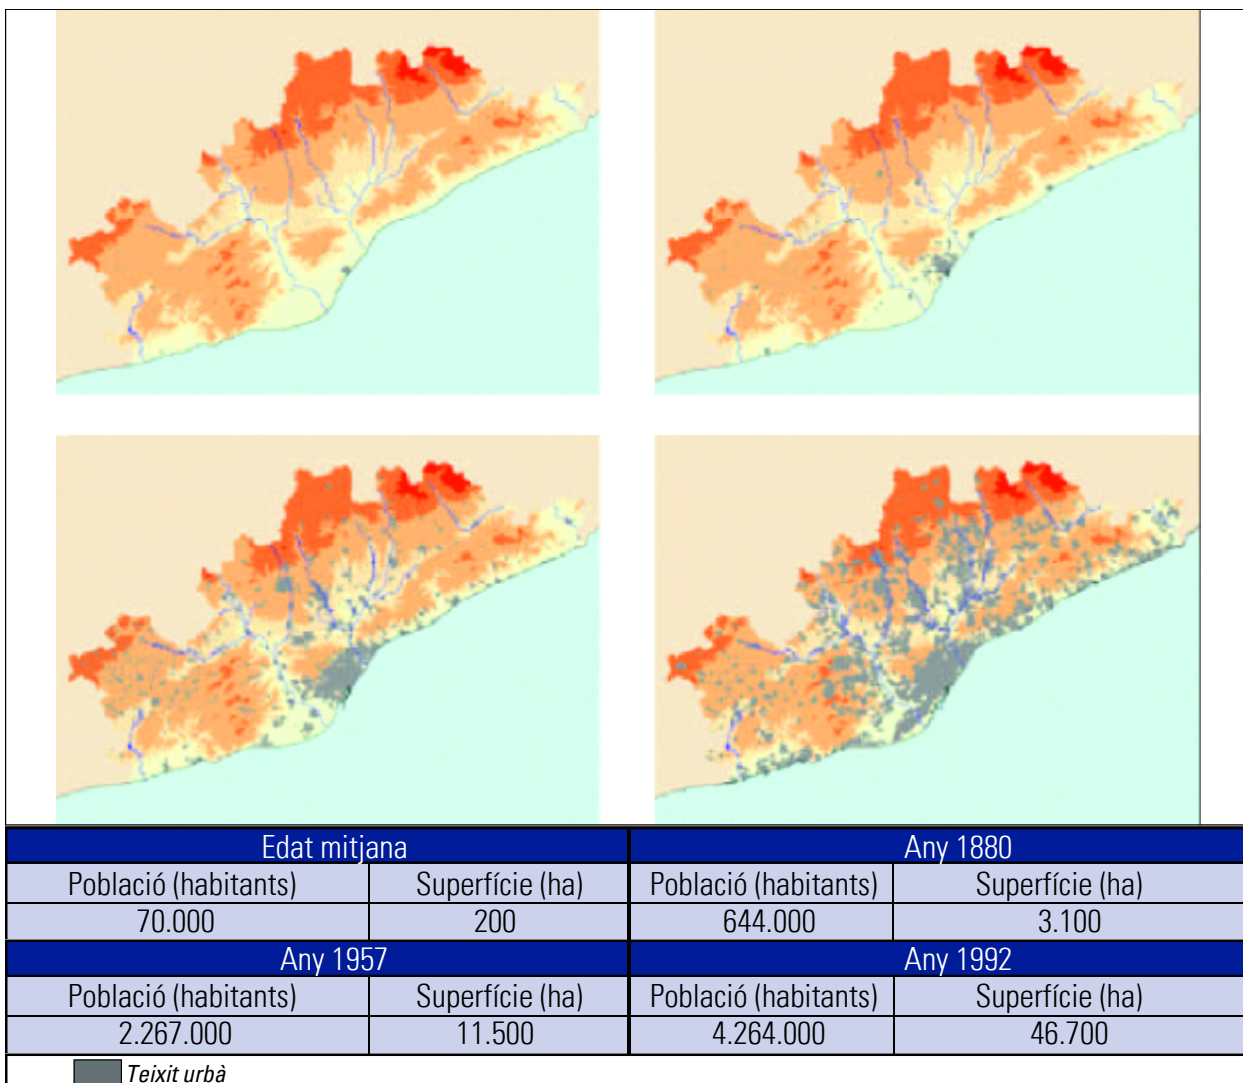 Edat mitjana Any 1880
Població (habitants) Superfície (ha) Població (habitants) Superfície (ha)
70.000 200 644.000 3.100
Any 1957 Any 1992
Població (habitants) Superfície (ha) Població (habitants) Superfície (ha)
2.267.000 11.500 4.264.000 46.700
Teixit urbà